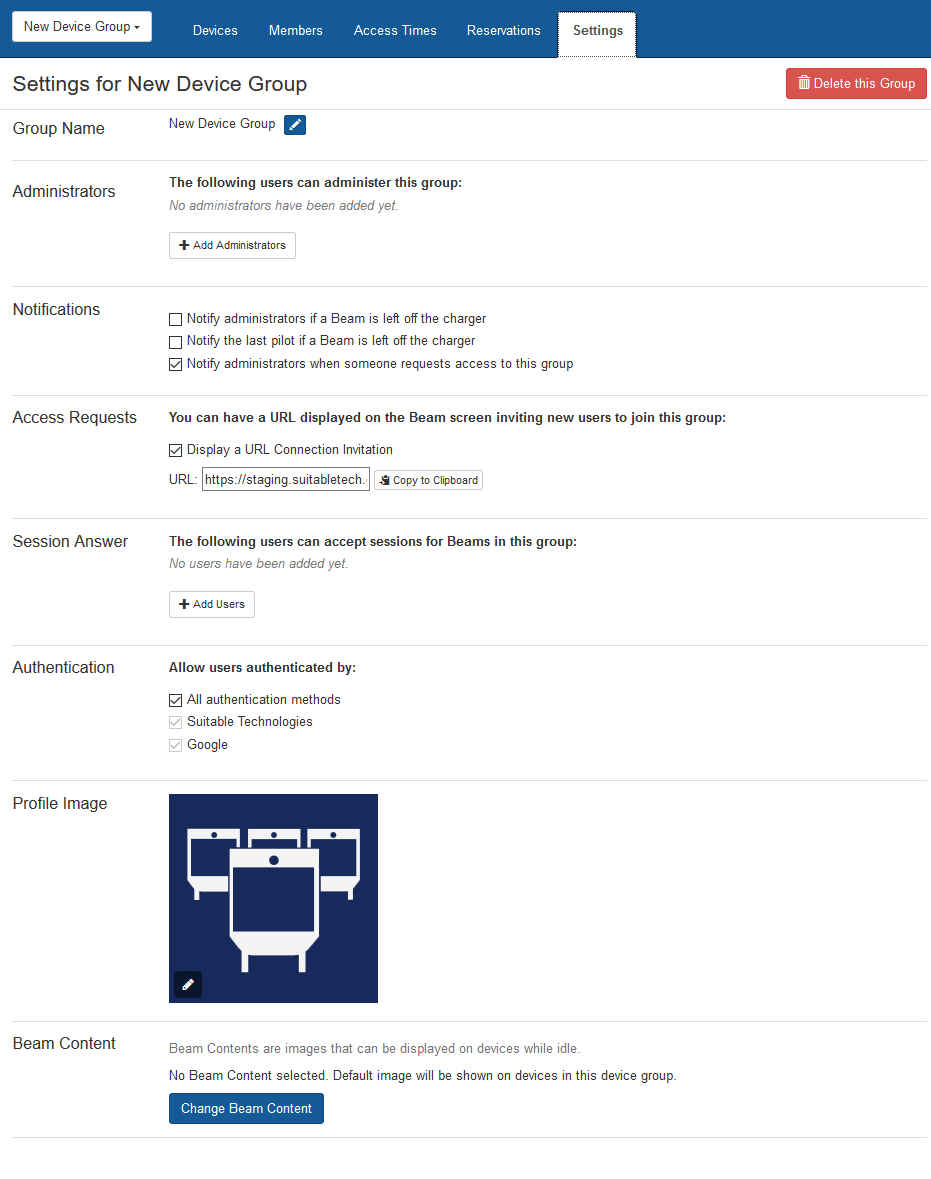 New Device Group
Devices
Members
Access Times
Reservations
Settings
Settings for New Device Group
Delete this Group
Group Name
New Device Group
Administrators
The following users can administer this group:
No administrators have been added yet.
Add Administrators
Notifications
Notify administrators if a Beam is left off the charger
Notify the last pilot if a Beam is left off the charger
Notify administrators when someone requests access to this group
Access Requests
You can have a URL displayed on the Beam screen inviting new users to join this group:
Display a URL Connection Invitation
URL: https://staging.suitabletech. Copy to Clipboard
Session Answer
The following users can accept sessions for Beams in this group:
No users have been added yet.
Add Users
Authentication
Allow users authenticated by:
All authentication methods
Suitable Technologies
Google
Profile Image
Beam Content
Beam Contents are images that can be displayed on devices while idle.
No Beam Content selected. Default image will be shown on devices in this device group.
Change Beam Content